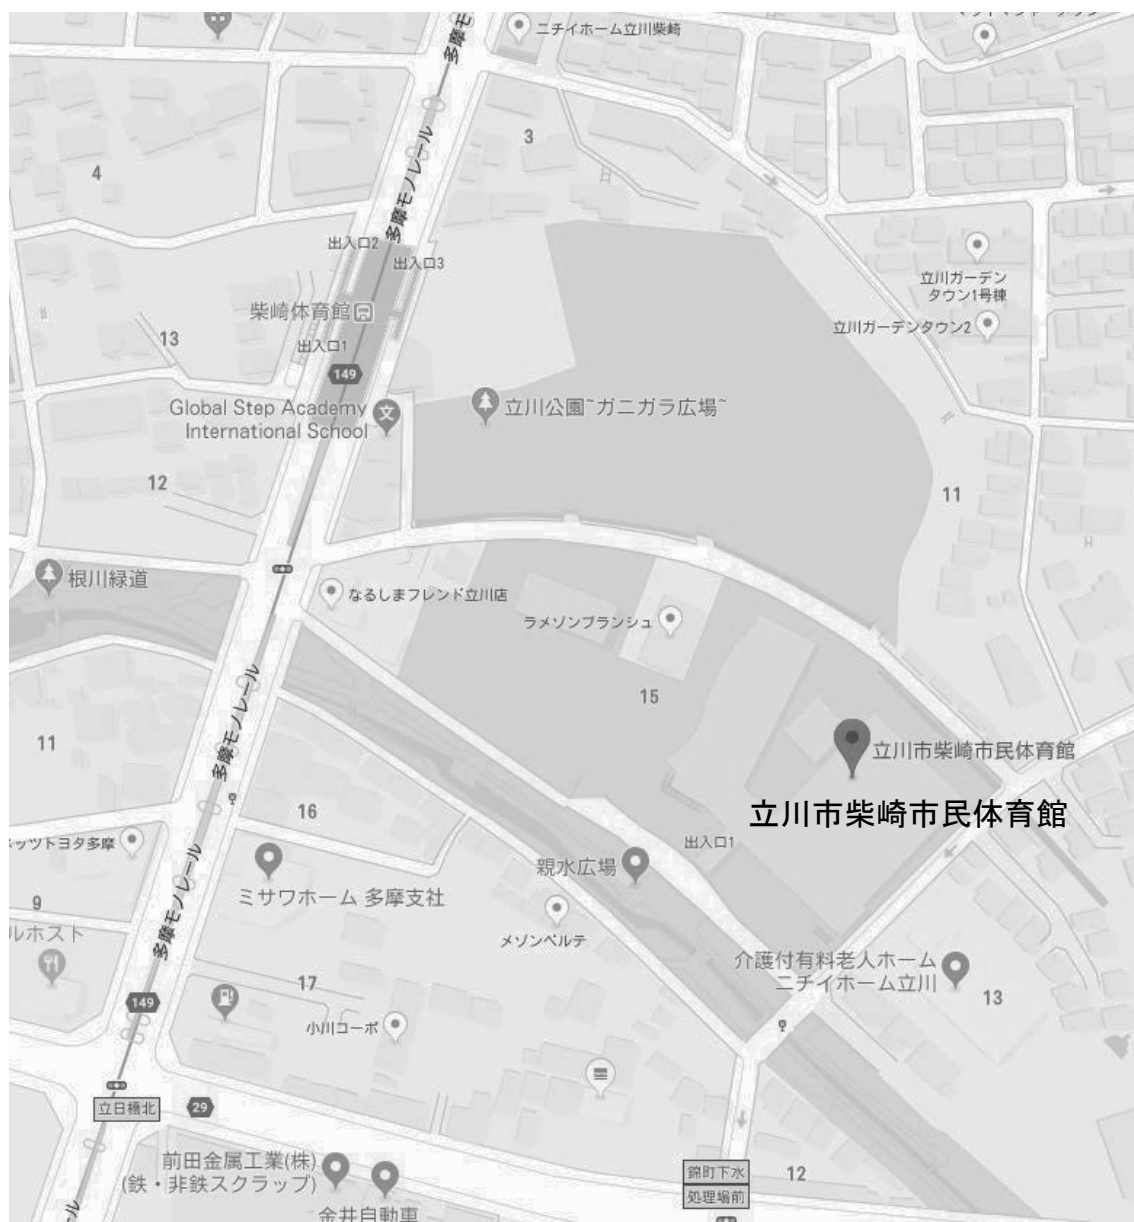 ニチイホーム立川柴崎
多摩モ
3
4
多摩モノレール
出入口2
出入口3
立川ガーデン
タウン1号棟
柴崎体育館
立川ガーデンタウン2
13
出入口1
149
Global Step Academy
International School
文
立川公園~ガニガラ広場~
12
11
根川緑道
なるしまフレンド立川店
ラメゾンブランシュ
15
11
多摩モノレール
立川市柴崎市民体育館
立川市柴崎市民体育館
16
ッツトヨタ多摩
出入口1
親水広場
ミサワホーム 多摩支社
9
多摩モノレール
ルホスト
メゾンベルテ
介護付有料老人ホーム
ニチイホーム立川
17
13
149
小川コーポ
立日橋北
29
前田金属工業(株)
(鉄・非鉄スクラップ)
錦町下水
処理場前
12
金井自動車
ール